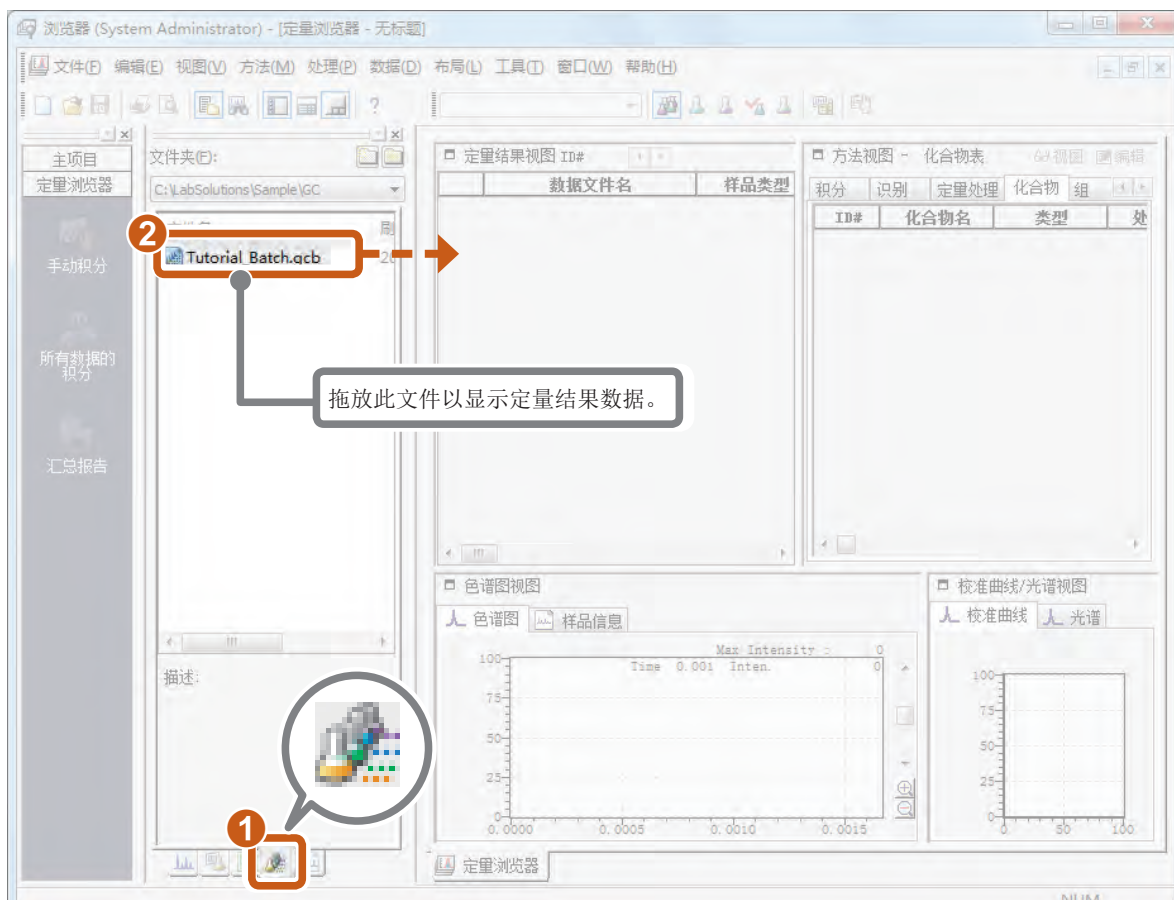 浏览器 (System Administrator) - [定量浏览器 - 无标题]
文件(F) 编辑(E) 视图(V) 方法(M) 处理(P) 数据(D) 布局(L) 工具(T) 窗口(W) 帮助(H)
主项目
定量浏览器
手动积分
所有数据的
积分
汇总报告
文件夹(F):
C:\LabSolutions\Sample\GC
2
Tutorial_Batch.gcb
拖放此文件以显示定量结果数据。
描述:
1
定量结果视图 ID#
数据文件名 样品类型
方法视图 - 化合物表 视图 编辑
积分 识别 定量处理 化合物 组
ID# 化合物名 类型 处
色谱图视图
色谱图 样品信息
Max Intensity : 0
Time 0.001 Inten. 0
100
75
50
25
0
0.0000 0.0005 0.0010 0.0015
校准曲线/光谱视图
校准曲线 光谱
100
75
50
25
0
0 50 100
定量浏览器
NUM